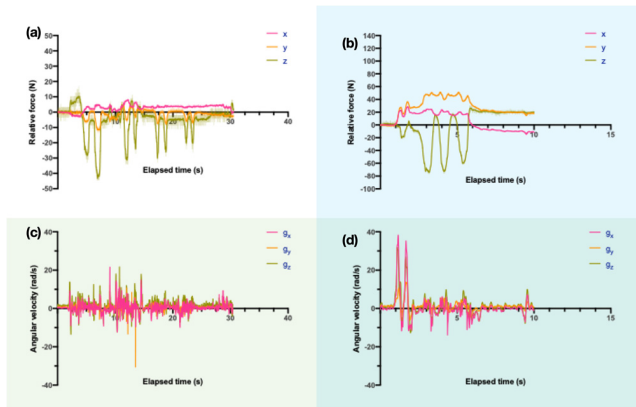 (a)
x
y
z
Relative force (N)
50
40
30
20
10
0
-10
-20
-30
-40
-50
10
20
30
40
Elapsed time (s)
(b)
x
y
z
Relative force (N)
140
120
100
80
60
40
20
0
-20
-40
-60
-80
-100
5
10
15
Elapsed time (s)
(c)
gx
gy
gz
Angular velocity (rad/s)
40
20
0
-20
-40
10
20
30
40
Elapsed time (s)
(d)
gx
gy
gz
Angular velocity (rad/s)
40
20
0
-20
-40
5
10
15
Elapsed time (s)